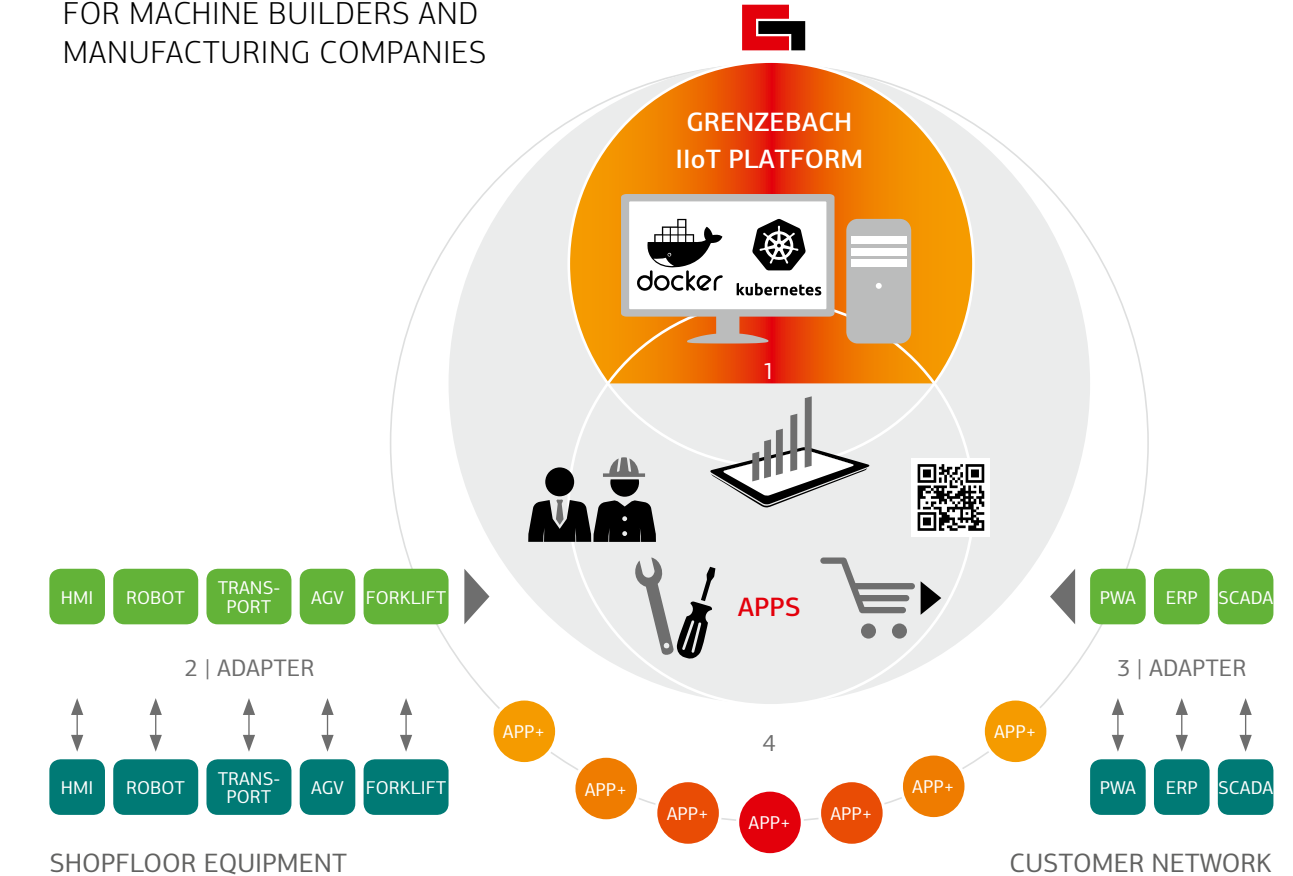 FOR MACHINE BUILDERS AND
MANUFACTURING COMPANIES
GRENZEBACH
IIoT PLATFORM
docker
kubernetes
1
APPS
HMI
ROBOT
TRANS-
PORT
AGV
FORKLIFT
PWA
ERP
SCADA
2 | ADAPTER
3 | ADAPTER
4
APP+
APP+
APP+
APP+
APP+
APP+
APP+
HMI
ROBOT
TRANS-
PORT
AGV
FORKLIFT
PWA
ERP
SCADA
SHOPFLOOR EQUIPMENT
CUSTOMER NETWORK